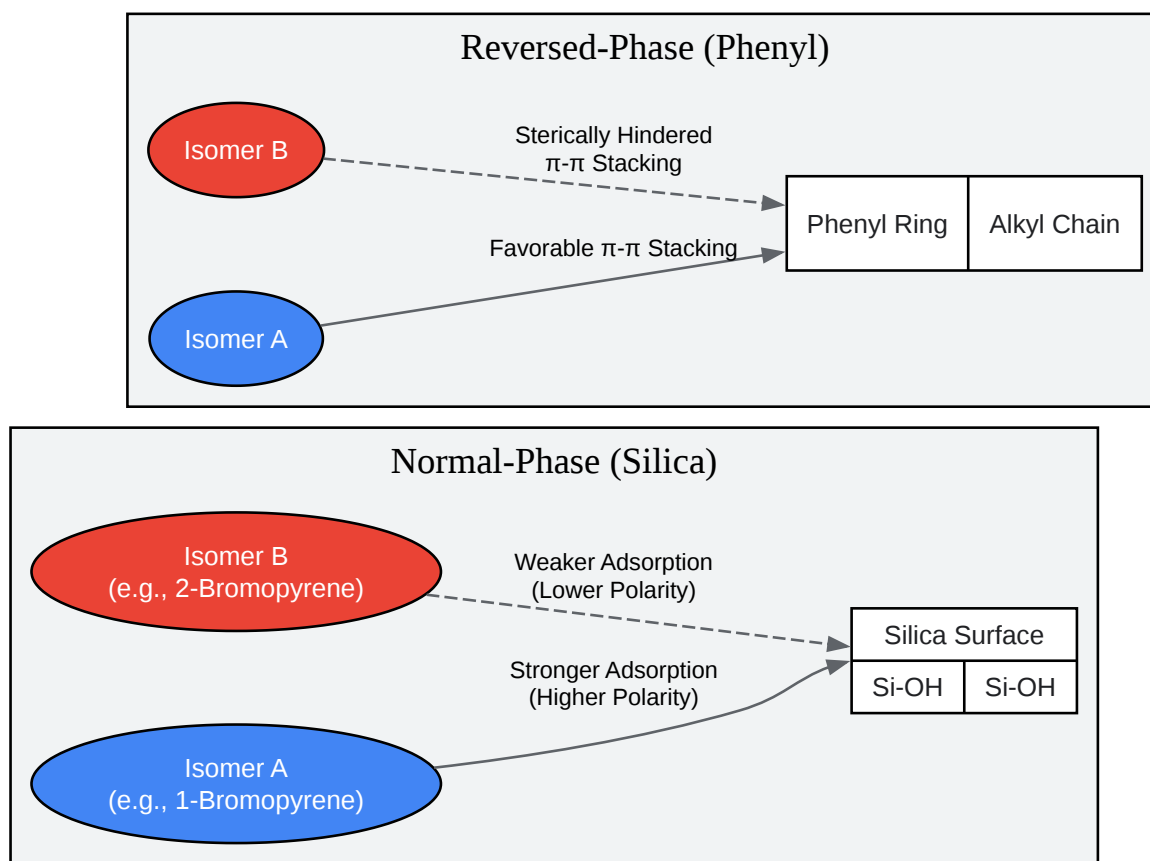 Reversed-Phase (Phenyl)
Isomer B
Sterically Hindered
π-π Stacking
Phenyl Ring
Alkyl Chain
Favorable π-π Stacking
Isomer A
Normal-Phase (Silica)
Isomer B
(e.g., 2-Bromopyrene)
Weaker Adsorption
(Lower Polarity)
Silica Surface
Si-OH
Si-OH
Stronger Adsorption
(Higher Polarity)
Isomer A
(e.g., 1-Bromopyrene)